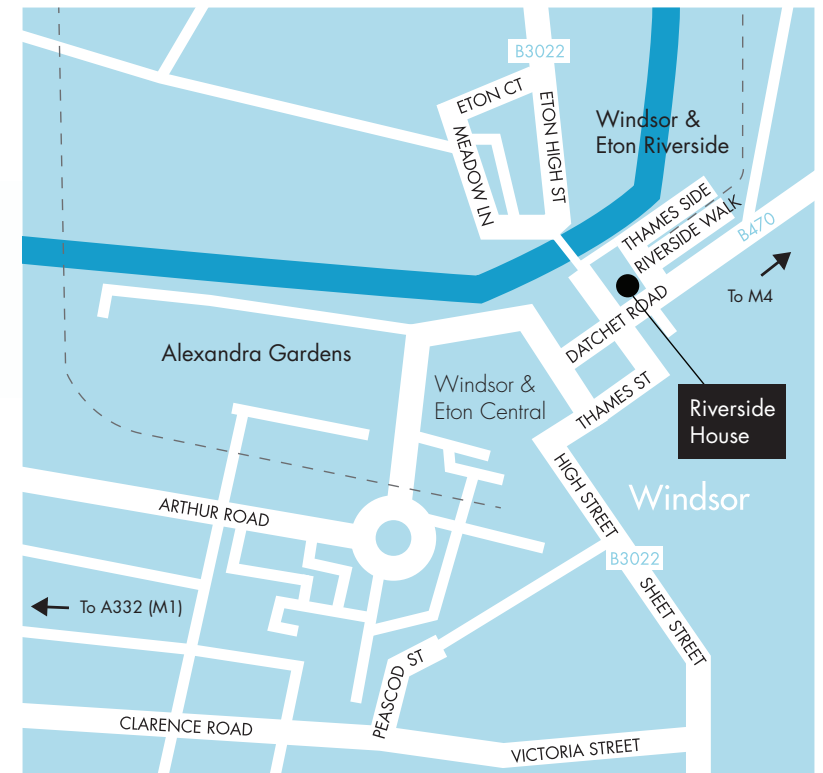 B3022
ETON CT
ETON HIGH ST
MEADOW LN
Windsor &
Eton Riverside
THAMES SIDE
RIVERSIDE WALK
B470
To M4
DATCHET ROAD
Alexandra Gardens
Windsor &
Eton Central
THAMES ST
Riverside
House
HIGH STREET
Windsor
ARTHUR ROAD
B3022
SHEET STREET
To A332 (M1)
PEASCOD ST
CLARENCE ROAD
VICTORIA STREET